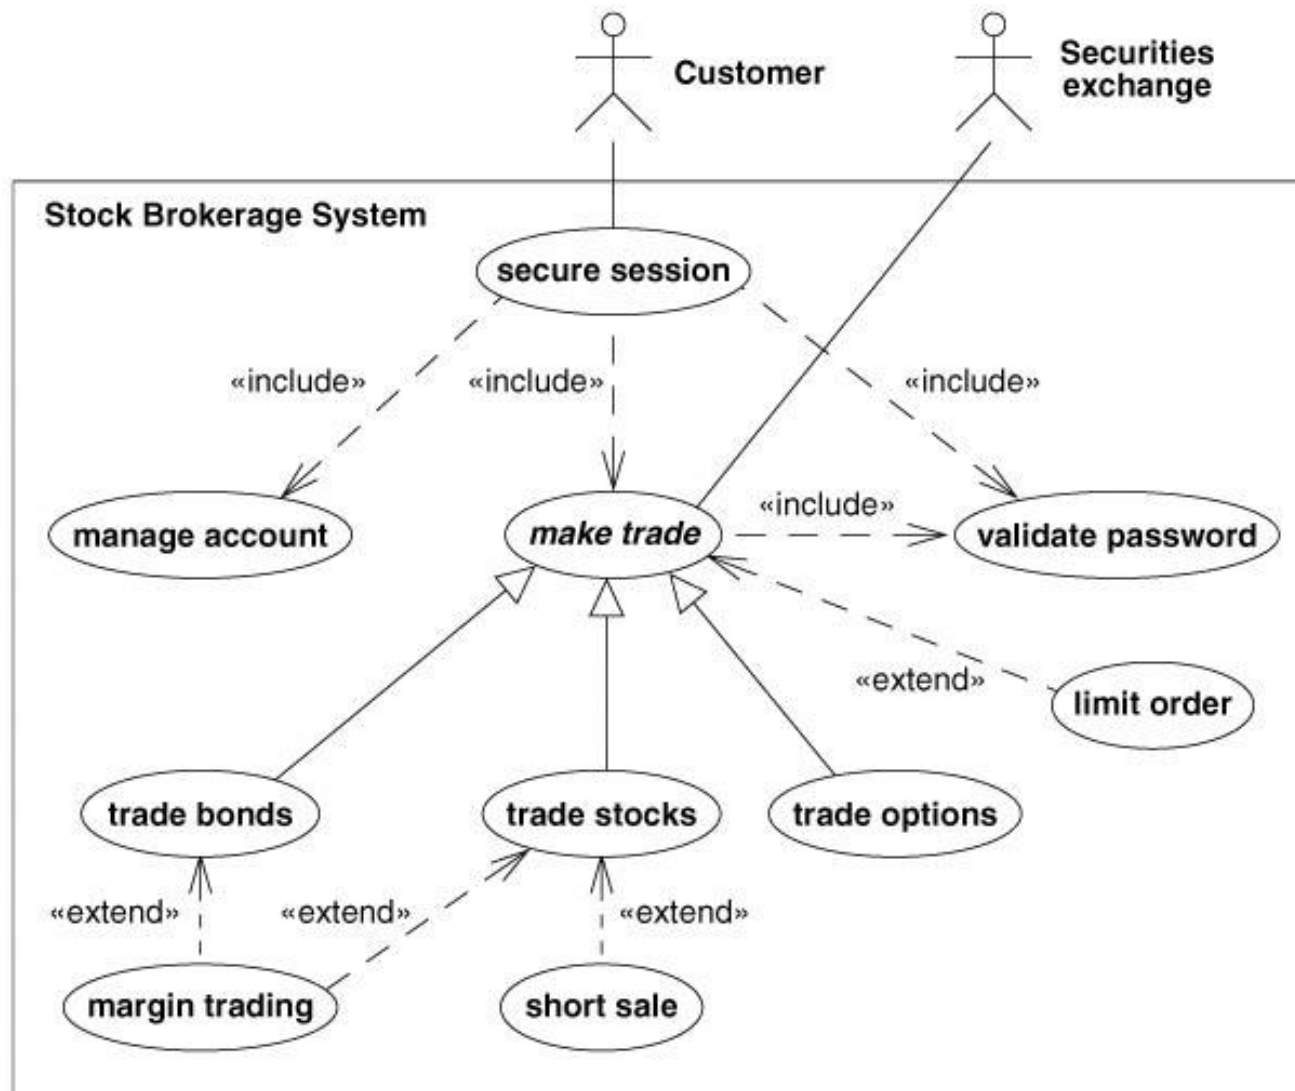 Customer
Securities
exchange
Stock Brokerage System
secure session
«include»
«include»
«include»
manage account
make trade
«include»
validate password
«extend»
limit order
trade bonds
trade stocks
trade options
«extend»
«extend»
«extend»
margin trading
short sale